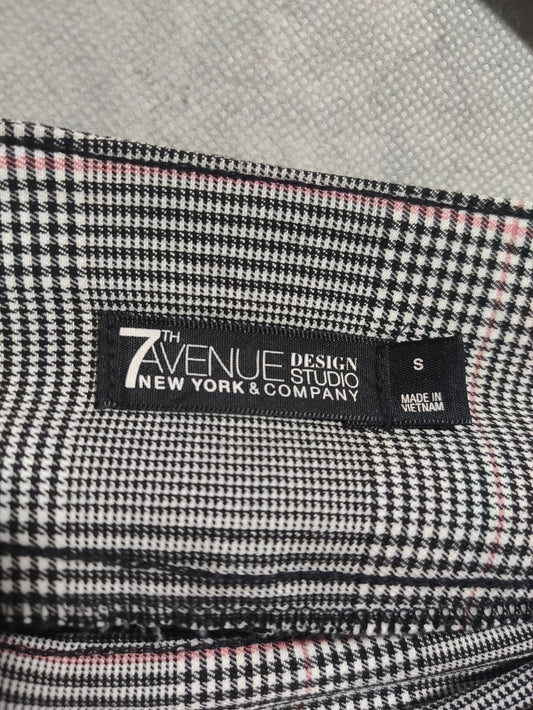 7TH AVENUE DESIGN STUDIO
NEW YORK & COMPANY
S
MADE IN
VIETNAM